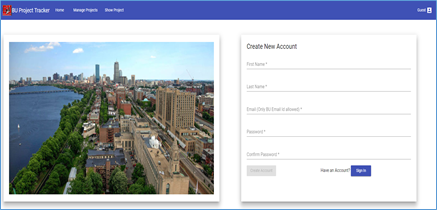 BU Project Tracker Home Manage Projects Show Project Guest
Create New Account
First Name *
Last Name *
Email (Only BU Email Id allowed) *
Password *
Confirm Password *
Create Account Have an Account? Sign In